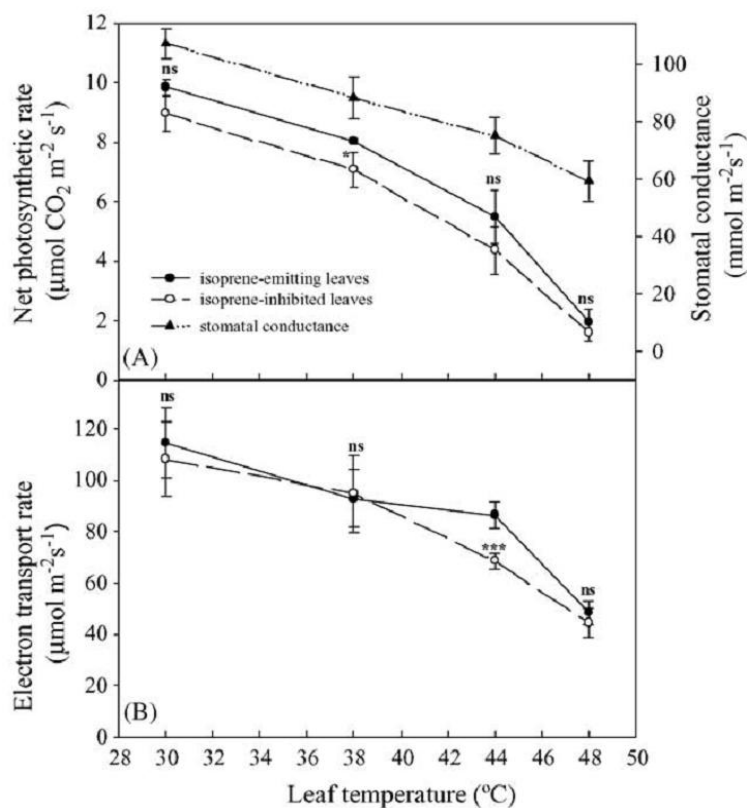 12
10
8
6
4
2
0
Net photosynthetic rate
(µmol CO₂ m⁻² s⁻¹)
100
80
60
40
20
0
Stomatal conductance
(mmol m⁻²s⁻¹)
ns
*
ns
ns
isoprene-emitting leaves
isoprene-inhibited leaves
stomatal conductance
(A)
120
100
80
60
40
20
0
Electron transport rate
(µmol m⁻²s⁻¹)
ns
ns
***
ns
(B)
28 30 32 34 36 38 40 42 44 46 48 50
Leaf temperature (ºC)